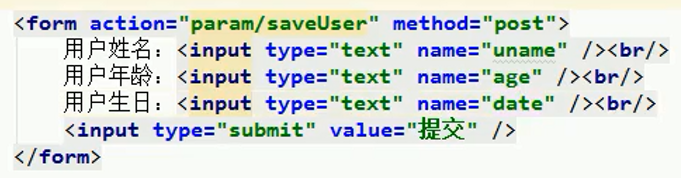 <form action="param/saveUser" method="post">
用户姓名：<input type="text" name="uname" /><br/>
用户年龄：<input type="text" name="age" /><br/>
用户生日：<input type="text" name="date" /><br/>
<input type="submit" value="提交" />
</form>